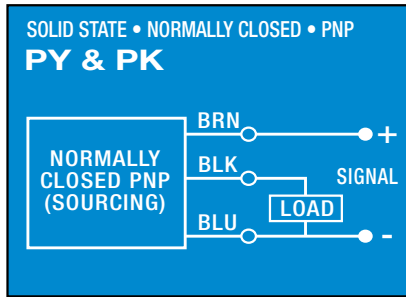 SOLID STATE • NORMALLY CLOSED • PNP
PY & PK
BRN
+
NORMALLY
CLOSED PNP
(SOURCING)
BLK
SIGNAL
LOAD
BLU
-